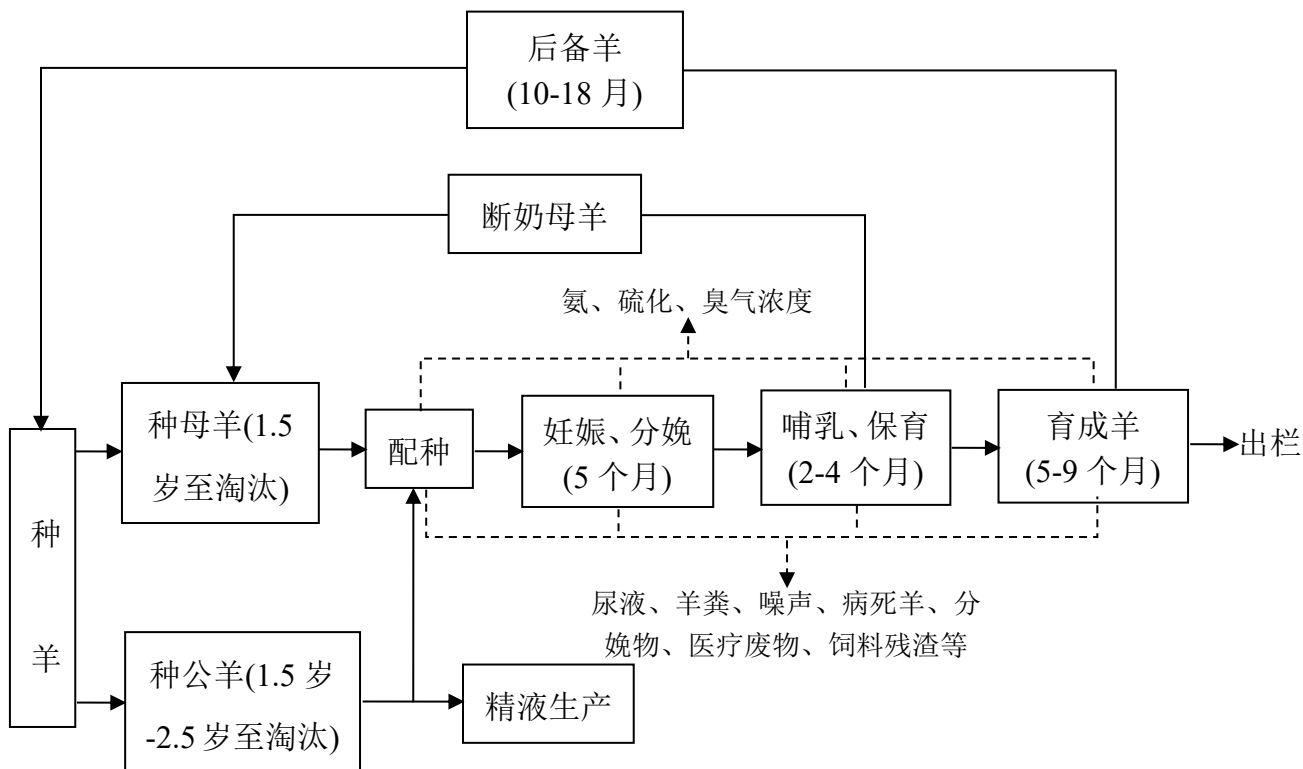 后备羊
(10-18 月)
断奶母羊
氨、硫化、臭气浓度
种母羊(1.5
岁至淘汰)
配种
妊娠、分娩
(5 个月)
哺乳、保育
(2-4 个月)
育成羊
(5-9 个月)
出栏
种
羊
尿液、羊粪、噪声、病死羊、分
娩物、医疗废物、饲料残渣等
种公羊(1.5 岁
-2.5 岁至淘汰)
精液生产